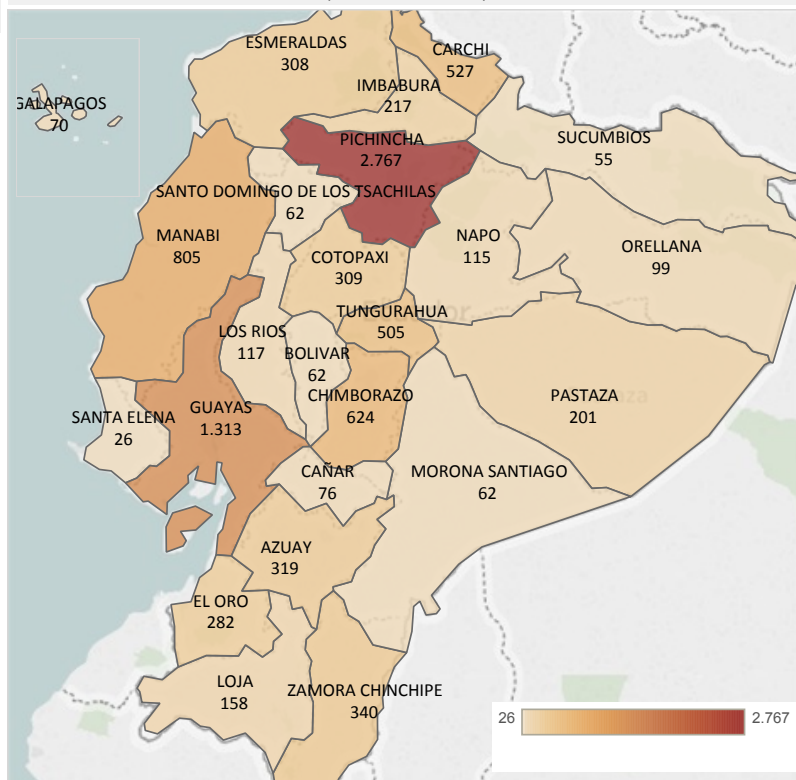 ESMERALDAS
308
CARCHI
527
IMBABURA
217
GALAPAGOS
70
PICHINCHA
2.767
SUCUMBIOS
55
SANTO DOMINGO DE LOS TSACHILAS
62
MANABI
805
COTOPAXI
309
NAPO
115
ORELLANA
99
TUNGURAHUA
505
LOS RIOS
117
BOLIVAR
62
CHIMBORAZO
624
PASTAZA
201
SANTA ELENA
26
GUAYAS
1.313
CAÑAR
76
MORONA SANTIAGO
62
AZUAY
319
EL ORO
282
LOJA
158
ZAMORA CHINCHIPE
340
26
2.767